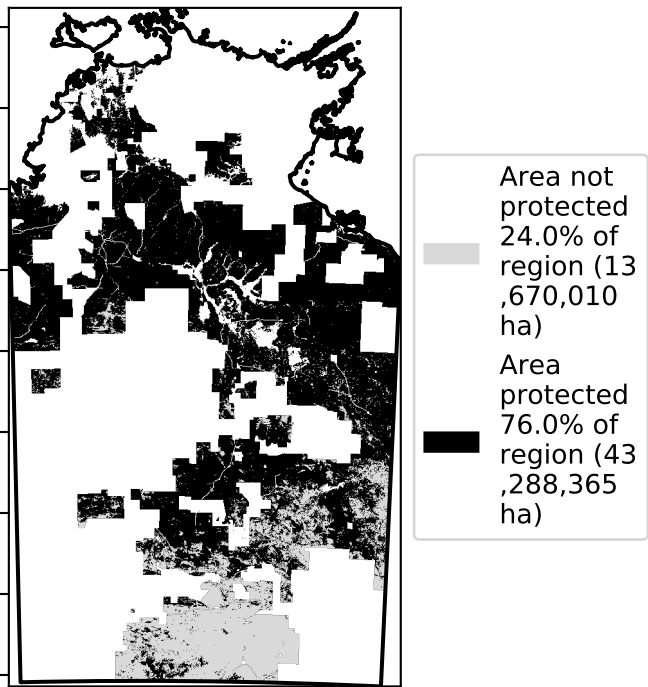 Area not
protected
24.0% of
region (13
,670,010
ha)
Area
protected
76.0% of
region (43
,288,365
ha)